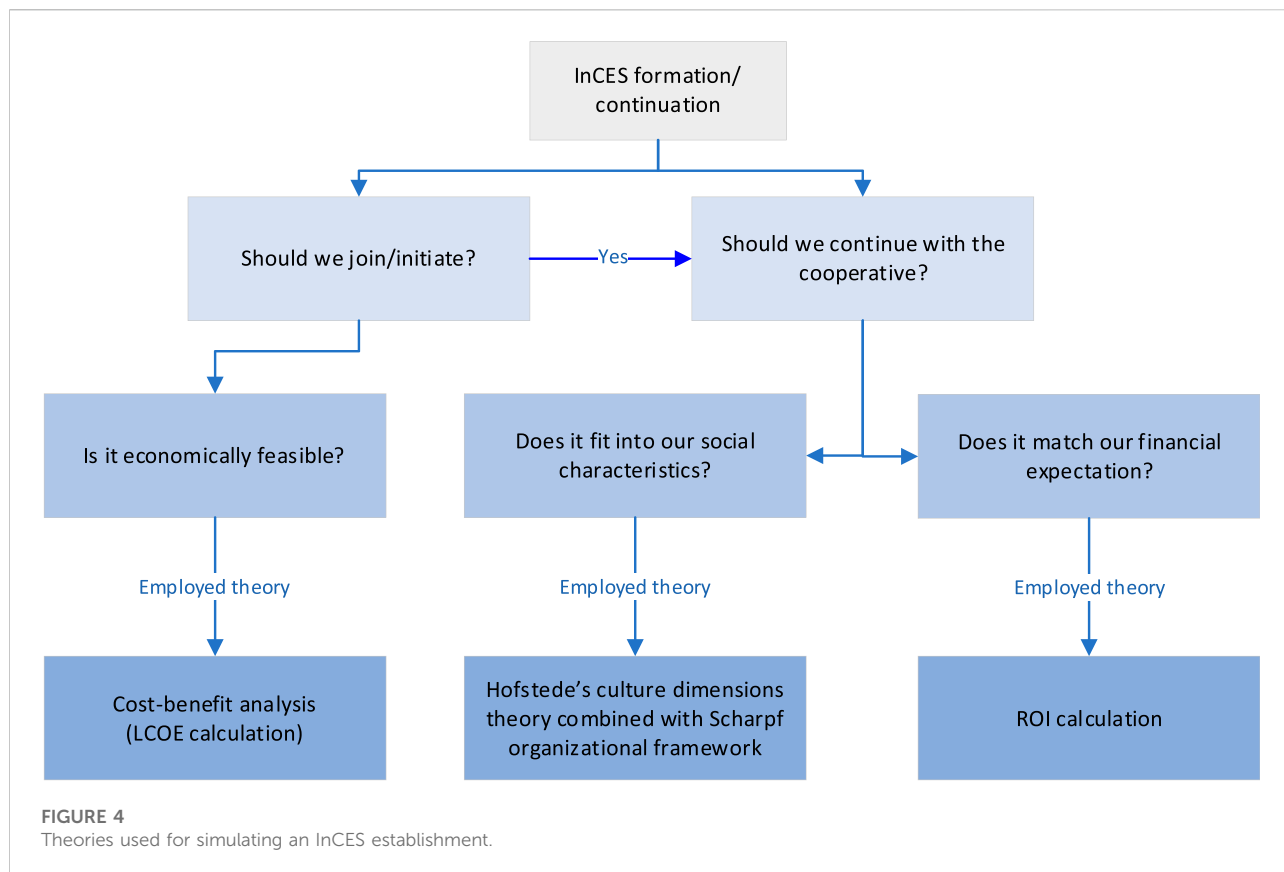 InCES formation/
continuation
Should we join/initiate?
Yes
Should we continue with the
cooperative?
Is it economically feasible?
Does it fit into our social
characteristics?
Does it match our financial
expectation?
Employed theory
Employed theory
Employed theory
Cost-benefit analysis
(LCOE calculation)
Hofstede’s culture dimensions
theory combined with Scharpf
organizational framework
ROI calculation
FIGURE 4
Theories used for simulating an InCES establishment.